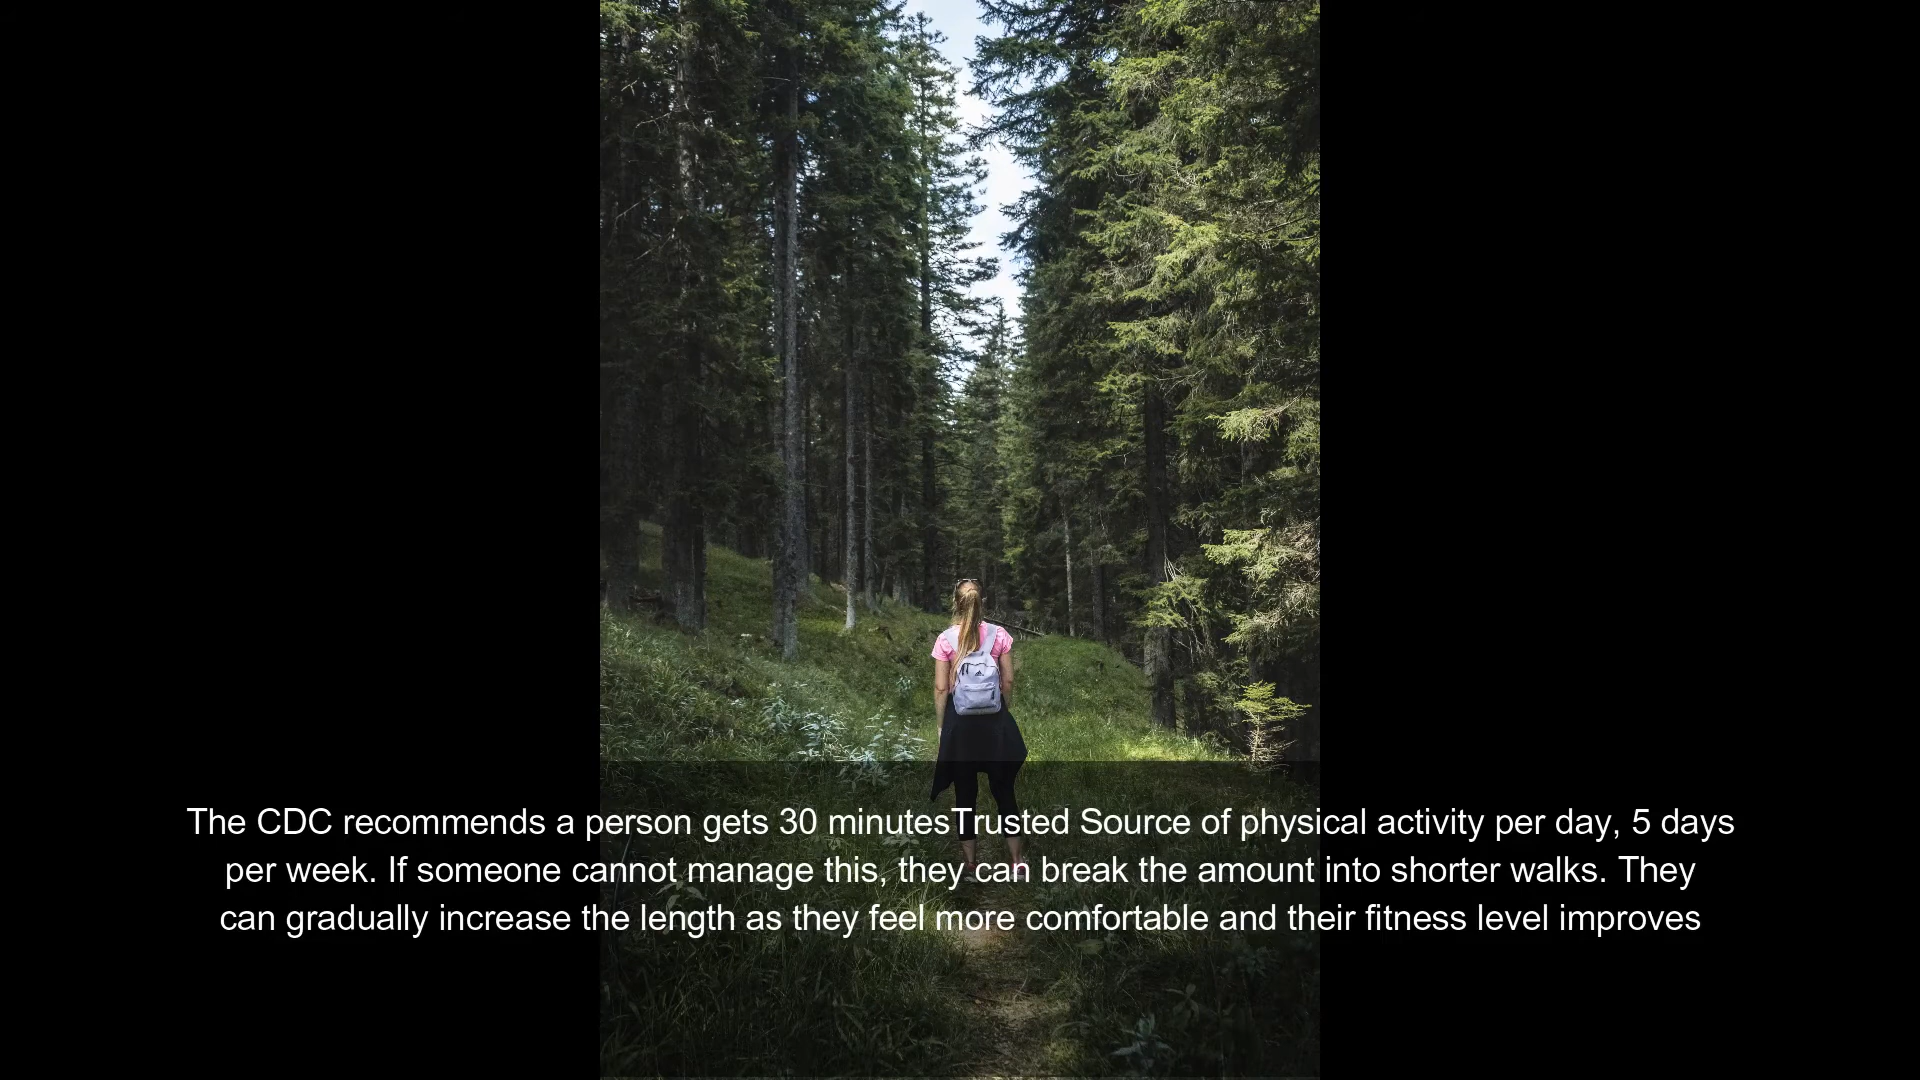 The CDC recommends a person gets 30 minutesTrusted Source of physical activity per day, 5 days
per week. If someone cannot manage this, they can break the amount into shorter walks. They
can gradually increase the length as they feel more comfortable and their fitness level improves